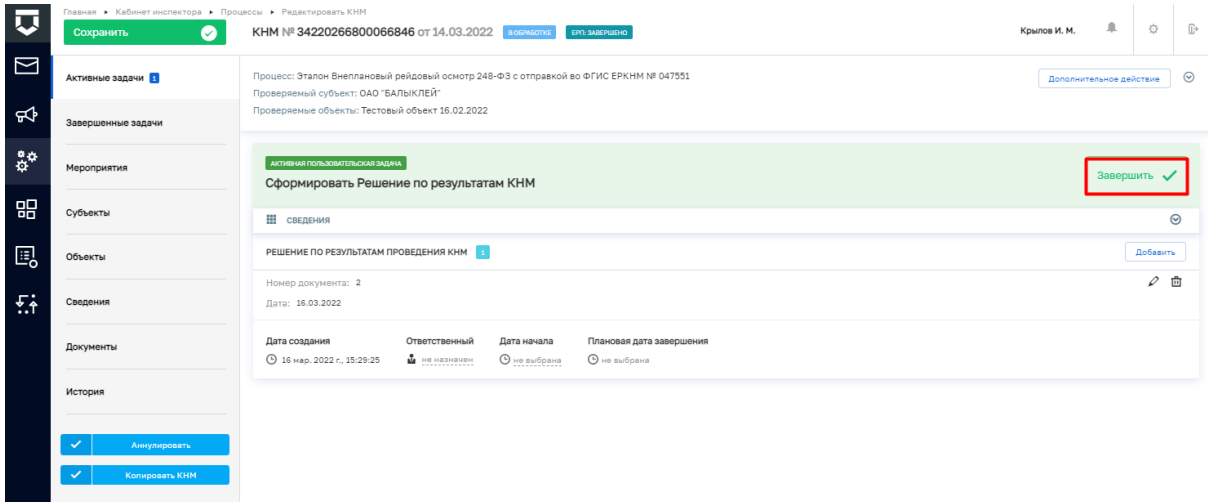 Главная ▸ Кабинет инспектора ▸ Процессы ▸ Редактировать КНМ
Сохранить
КНМ № 34220266800066846 от 14.03.2022 В ОБРАБОТКЕ ЕРП: ЗАВЕРШЕНО
Крылов И. М.
Активные задачи 1
Завершенные задачи
Мероприятия
Субъекты
Объекты
Сведения
Документы
История
Аннулировать
Копировать КНМ
Процесс: Эталон Внеплановый рейдовый осмотр 248-ФЗ с отправкой во ФГИС ЕРКНМ № 047551
Дополнительное действие
Проверяемый субъект: ОАО "БАЛЫКЛЕЙ"
Проверяемые объекты: Тестовый объект 16.02.2022
АКТИВНАЯ ПОЛЬЗОВАТЕЛЬСКАЯ ЗАДАЧА
Сформировать Решение по результатам КНМ
Завершить
СВЕДЕНИЯ
РЕШЕНИЕ ПО РЕЗУЛЬТАТАМ ПРОВЕДЕНИЯ КНМ 1
Добавить
Номер документа: 2
Дата: 16.03.2022
Дата создания Ответственный Дата начала Плановая дата завершения
16 мар. 2022 г., 15:29:25 не назначен не выбрана не выбрана